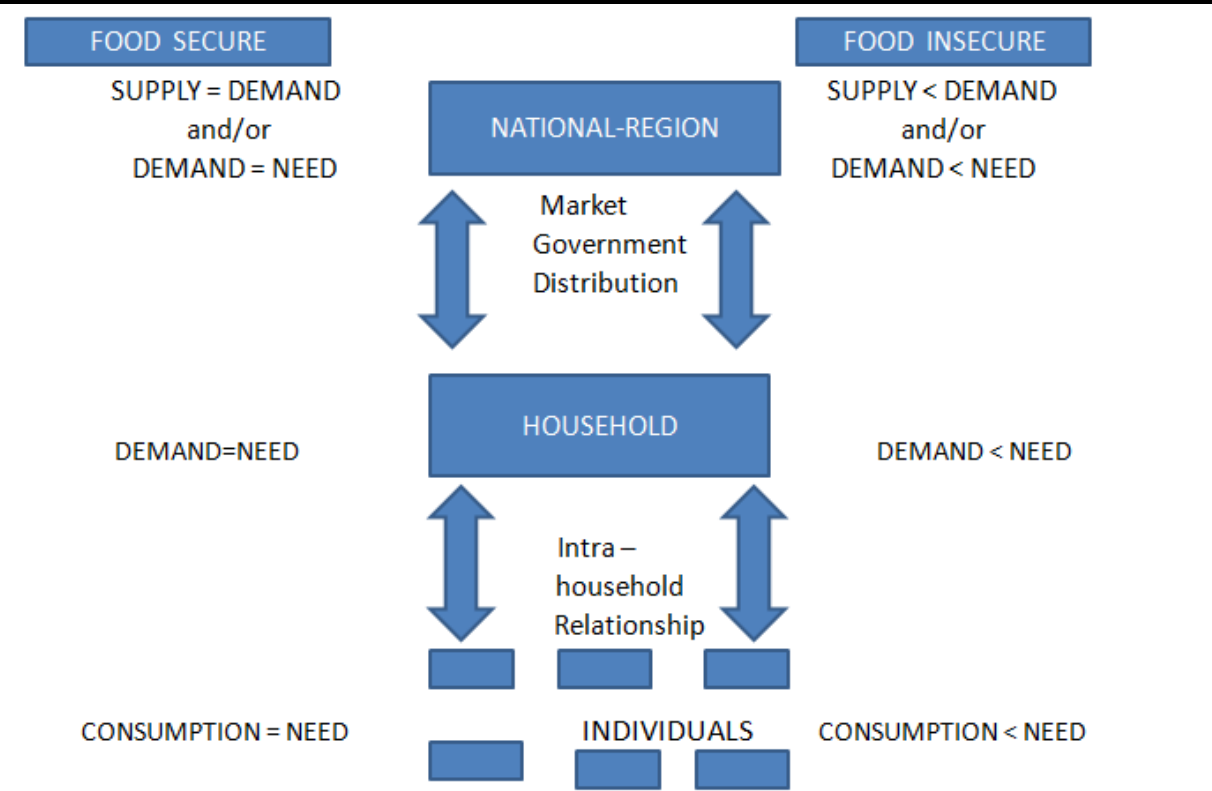 FOOD SECURE
FOOD INSECURE
SUPPLY = DEMAND
and/or
DEMAND = NEED
NATIONAL-REGION
SUPPLY < DEMAND
and/or
DEMAND < NEED
Market
Government
Distribution
HOUSEHOLD
DEMAND=NEED
DEMAND < NEED
Intra –
household
Relationship
CONSUMPTION = NEED
INDIVIDUALS
CONSUMPTION < NEED